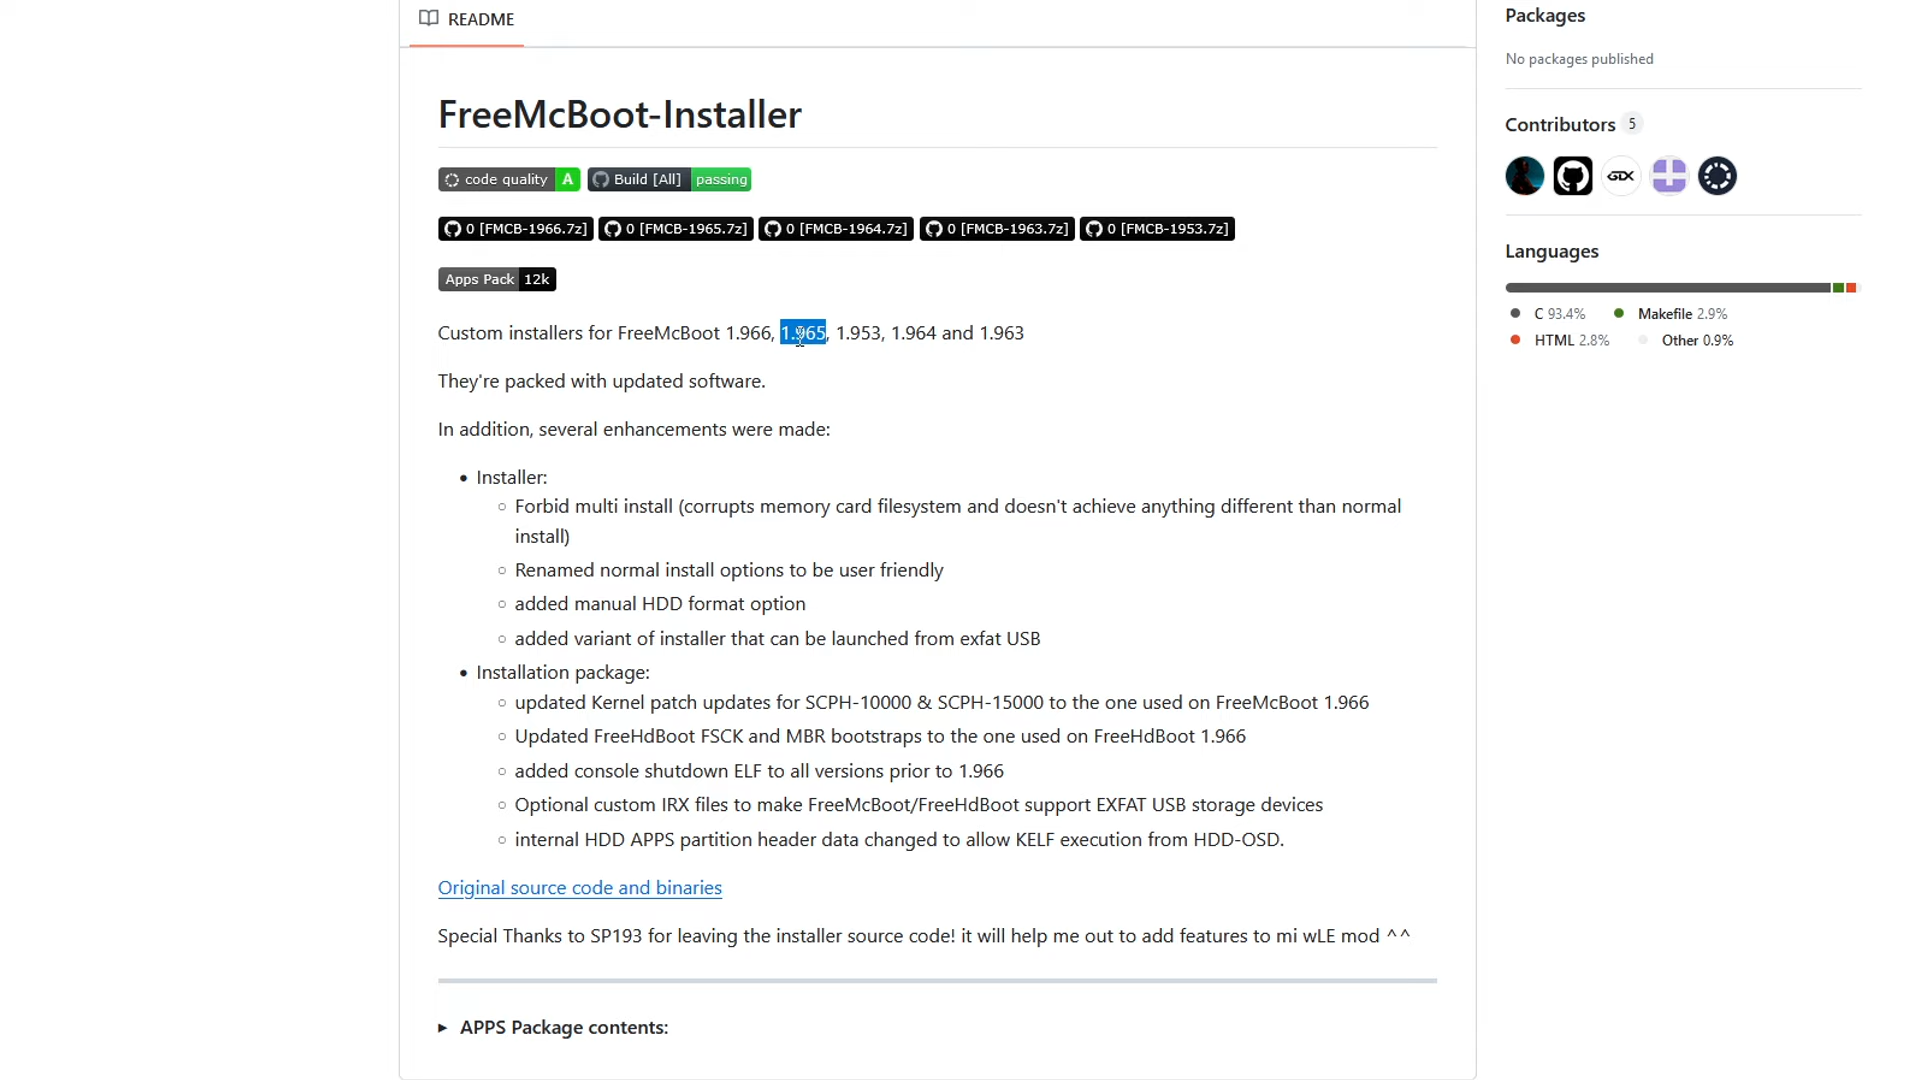 README
FreeMcBoot-Installer
code quality A Build [All] passing
0 [FMCB-1966.7z] 0 [FMCB-1965.7z] 0 [FMCB-1964.7z] 0 [FMCB-1963.7z] 0 [FMCB-1953.7z]
Apps Pack 12k
Custom installers for FreeMcBoot 1.966, 1.965, 1.953, 1.964 and 1.963
They're packed with updated software.
In addition, several enhancements were made:
• Installer:
◦ Forbid multi install (corrupts memory card filesystem and doesn't achieve anything different than normal
install)
◦ Renamed normal install options to be user friendly
◦ added manual HDD format option
◦ added variant of installer that can be launched from exfat USB
• Installation package:
◦ updated Kernel patch updates for SCPH-10000 & SCPH-15000 to the one used on FreeMcBoot 1.966
◦ Updated FreeHdBoot FSCK and MBR bootstraps to the one used on FreeHdBoot 1.966
◦ added console shutdown ELF to all versions prior to 1.966
◦ Optional custom IRX files to make FreeMcBoot/FreeHdBoot support EXFAT USB storage devices
◦ internal HDD APPS partition header data changed to allow KELF execution from HDD-OSD.
Original source code and binaries
Special Thanks to SP193 for leaving the installer source code! it will help me out to add features to mi wLE mod ^^
▸ APPS Package contents:
Packages
No packages published
Contributors 5
GDX
Languages
C 93.4% Makefile 2.9%
HTML 2.8% Other 0.9%